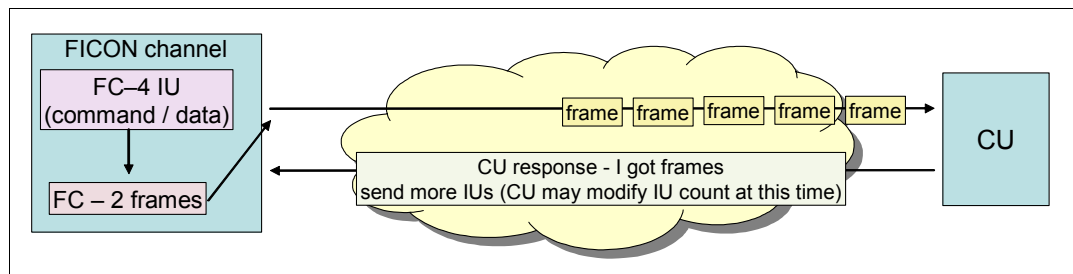 FICON channel
FC–4 IU
(command / data)
FC – 2 frames
frame frame frame frame frame
CU response - I got frames
send more IUs (CU may modify IU count at this time)
CU